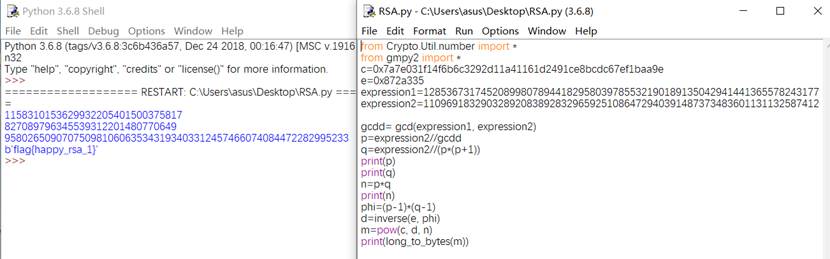 Python 3.6.8 Shell
File Edit Shell Debug Options Window Help
Python 3.6.8 (tags/v3.6.8:3c6b436a57, Dec 24 2018, 00:16:47) [MSC v.1916
n32
Type "help", "copyright", "credits" or "license()" for more information.
>>>
=================== RESTART: C:\Users\asus\Desktop\RSA.py ===
=
1158310153629932205401500375817
827089796345539312201480770649
958026509070750981060635343193403312457466074084472282995233
b'flag{happy_rsa_1}'
>>>
RSA.py - C:\Users\asus\Desktop\RSA.py (3.6.8)
File Edit Format Run Options Window Help
from Crypto.Util.number import *
from gmpy2 import *
c=0x7a7e031f14f6b6c3292d11a41161d2491ce8bcdc67ef1baa9e
e=0x872a335
expression1=1285367317452089980789441829580397855321901891350429414413655782431​77
expression2=1109691832903289208389283296592510864729403914873734836011311325874​12
gcdd= gcd(expression1, expression2)
p=expression2//gcdd
q=expression2//(p*(p+1))
print(p)
print(q)
n=p*q
print(n)
phi=(p-1)*(q-1)
d=inverse(e, phi)
m=pow(c, d, n)
print(long_to_bytes(m))